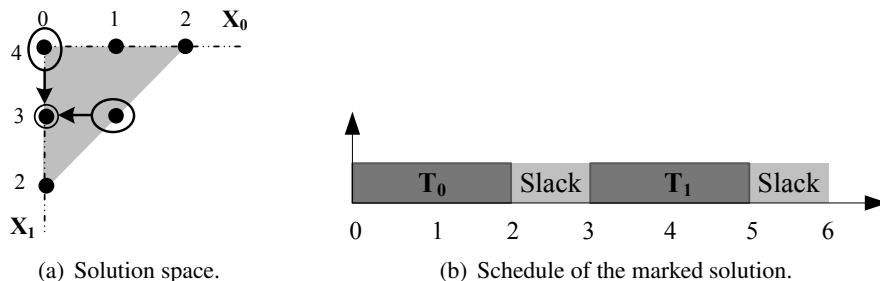 0 1 2 X0
4
3
2
X1
T0 Slack T1 Slack
0 1 2 3 4 5 6
(a) Solution space.
(b) Schedule of the marked solution.